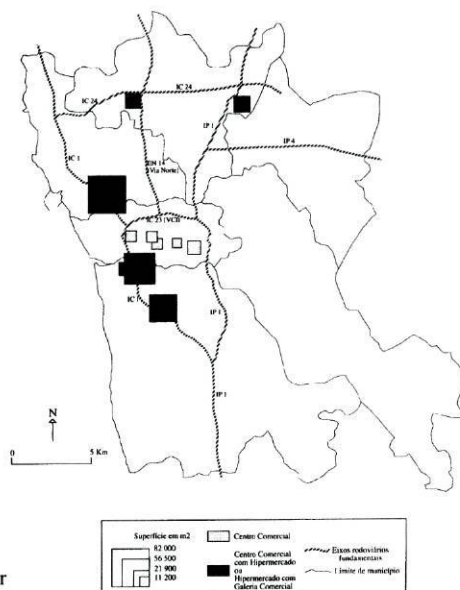 IC 24
IC 24
IP 1
IC 1
IP 4
EN 14
(Via Norte)
IC 23 (VCI)
IC 1
IP 1
IP 1
N
0 5 Km
Superfície em m2
82 000
56 500
21 900
11 200
Centro Comercial
Centro Comercial
com Hipermercado
ou
Hipermercado com
Galeria Comercial
Eixos rodoviários
fundamentais
Limite de município
r